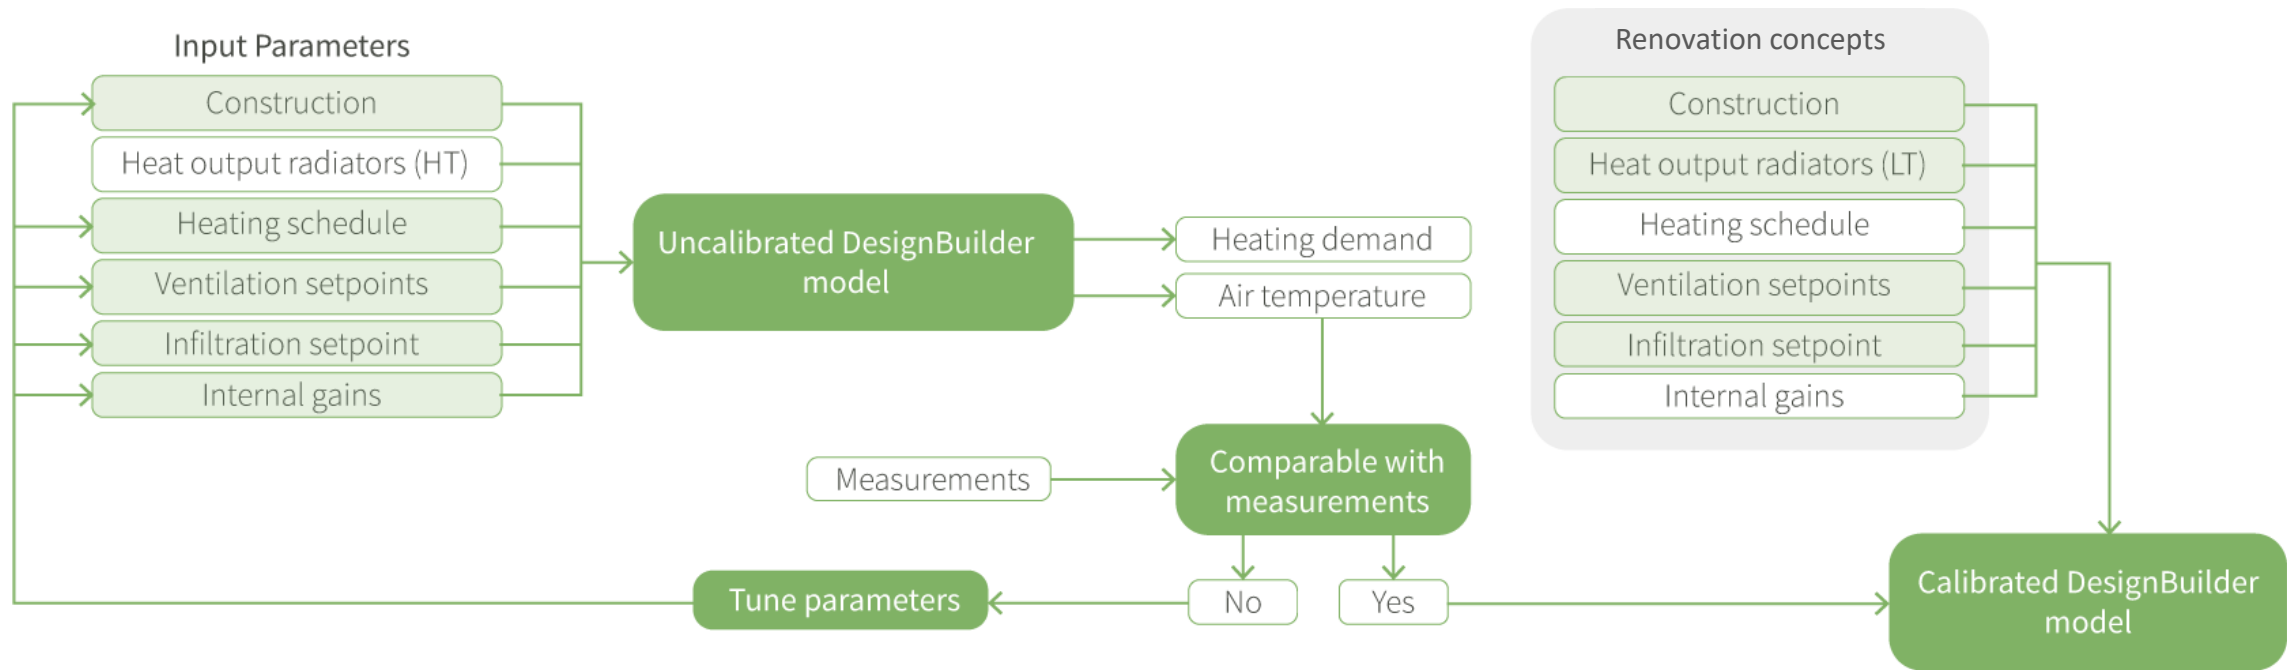 Input Parameters
Construction
Heat output radiators (HT)
Heating schedule
Ventilation setpoints
Infiltration setpoint
Internal gains
Uncalibrated DesignBuilder
model
Heating demand
Air temperature
Measurements
Comparable with
measurements
No
Yes
Tune parameters
Renovation concepts
Construction
Heat output radiators (LT)
Heating schedule
Ventilation setpoints
Infiltration setpoint
Internal gains
Calibrated DesignBuilder
model